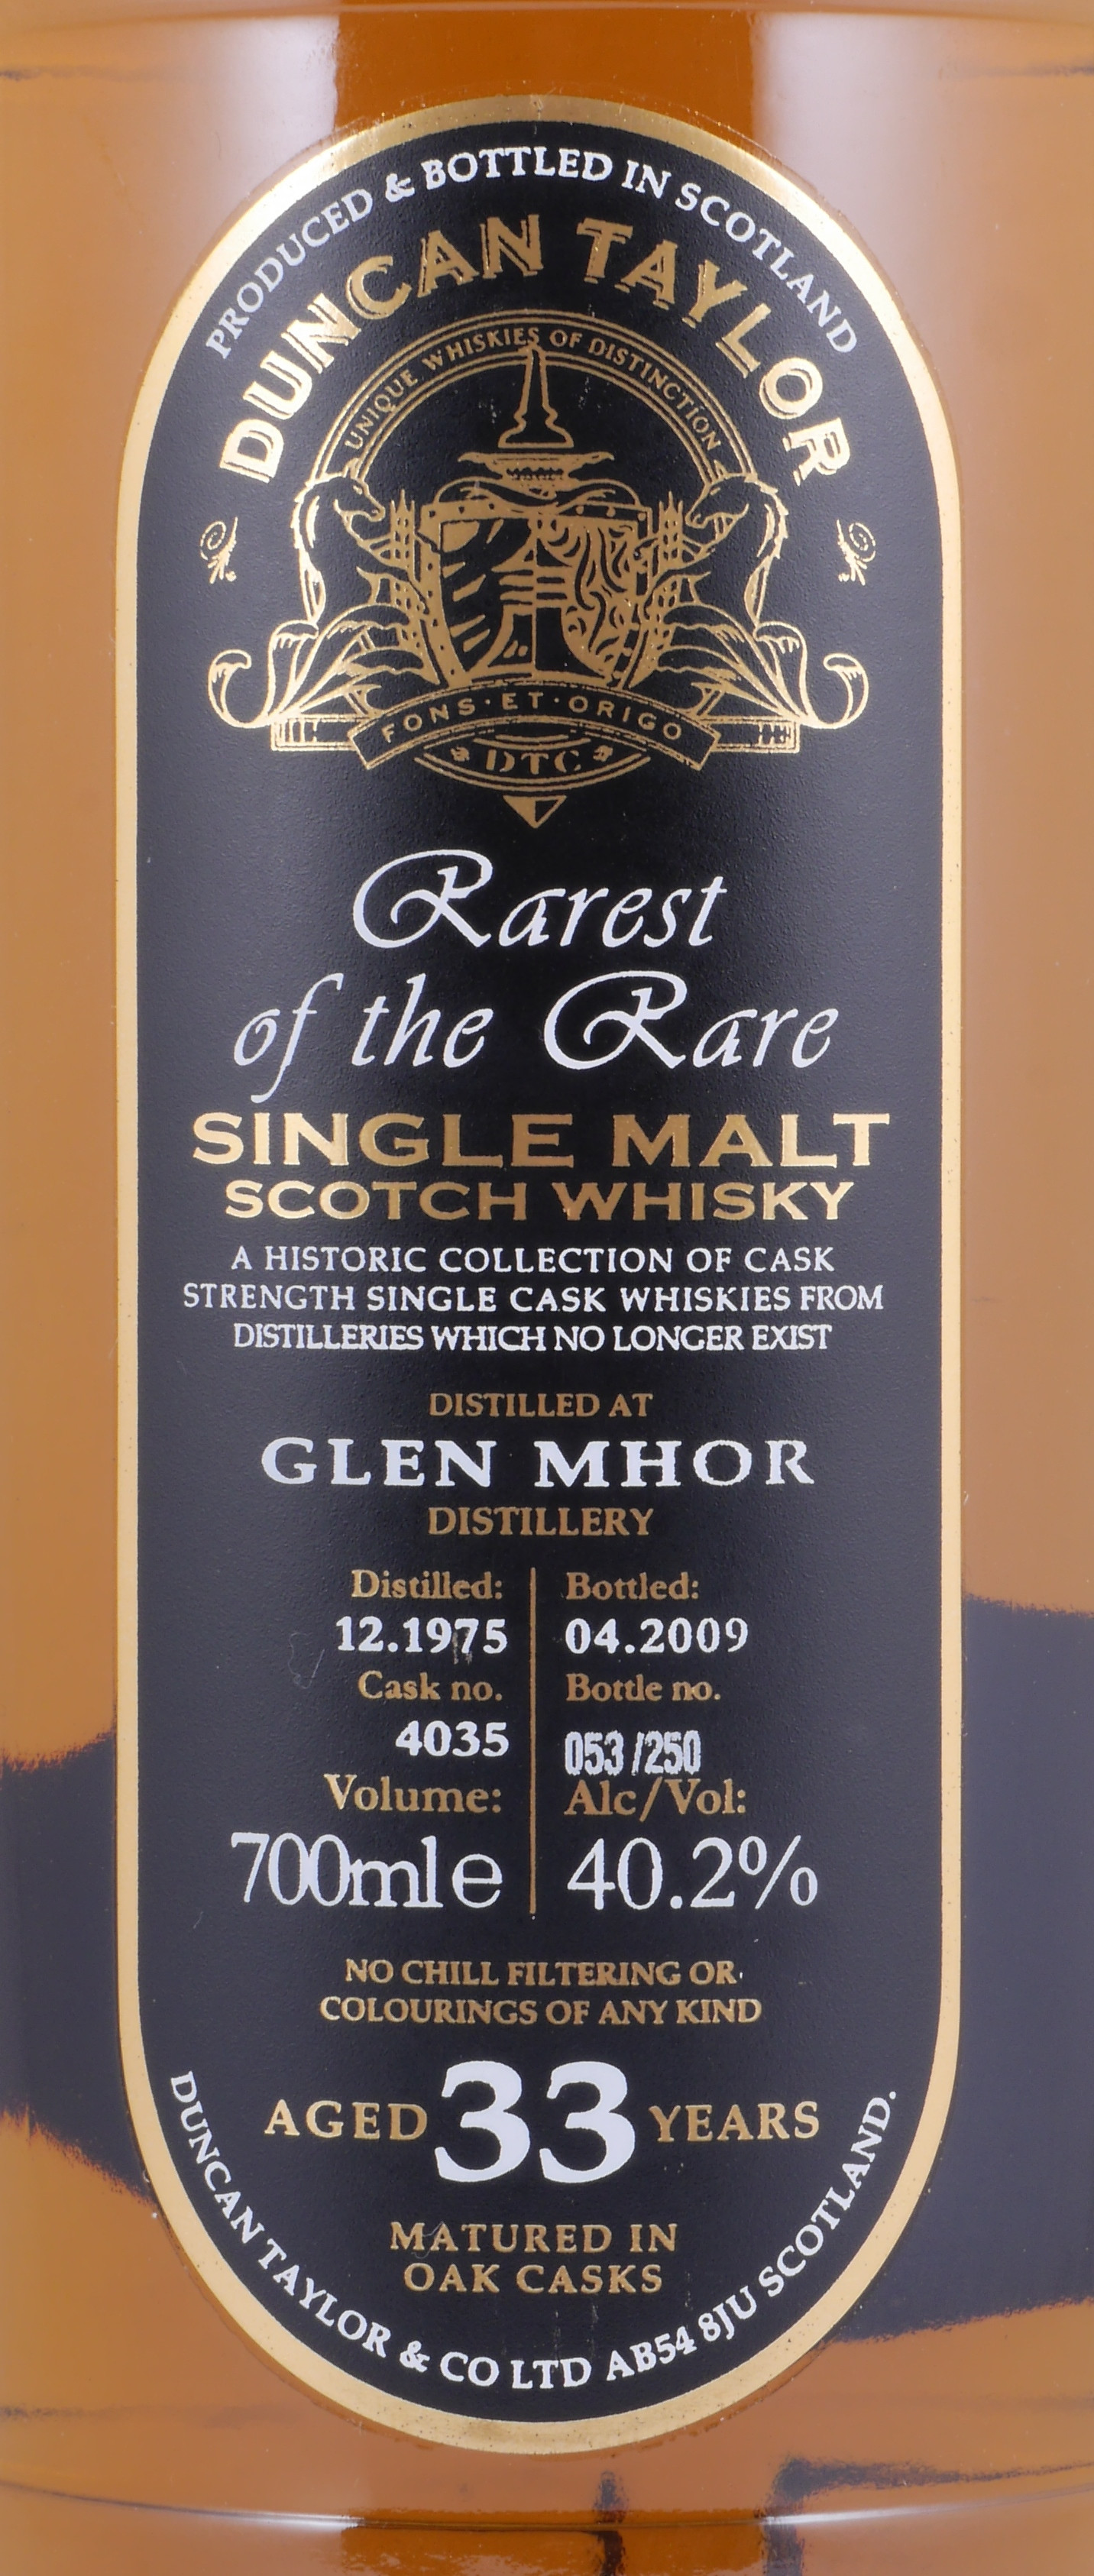 PRODUCED & BOTTLED IN SCOTLAND
DUNCAN TAYLOR
UNIQUE WHISKIES OF DISTINCTION
FONS·ET·ORIGO
DTC
Rarest
of the Rare
SINGLE MALT
SCOTCH WHISKY
A HISTORIC COLLECTION OF CASK
STRENGTH SINGLE CASK WHISKIES FROM
DISTILLERIES WHICH NO LONGER EXIST
DISTILLED AT
GLEN MHOR
DISTILLERY
Distilled: Bottled:
12.1975 04.2009
Cask no. Bottle no.
4035 053/250
Volume: Alc/Vol:
700ml e 40.2%
NO CHILL FILTERING OR
COLOURINGS OF ANY KIND
AGED 33 YEARS
MATURED IN
OAK CASKS
DUNCAN TAYLOR & CO LTD AB54 8JU SCOTLAND.